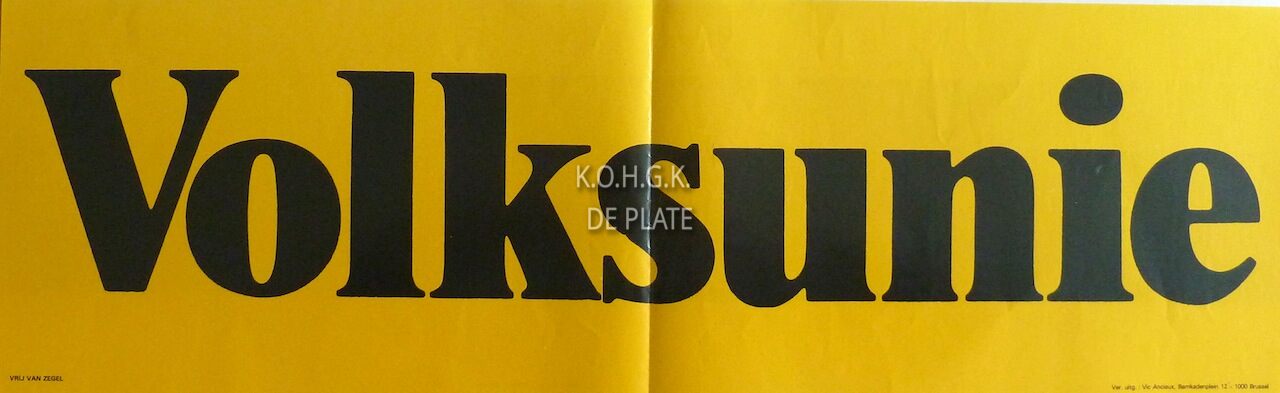 Volksunie
K.O.H.G.K.
DE PLATE
VRIJ VAN ZEGEL
Ver. uitg. : Vic Anciaux, Barrikadenplein 12 - 1000 Brussel